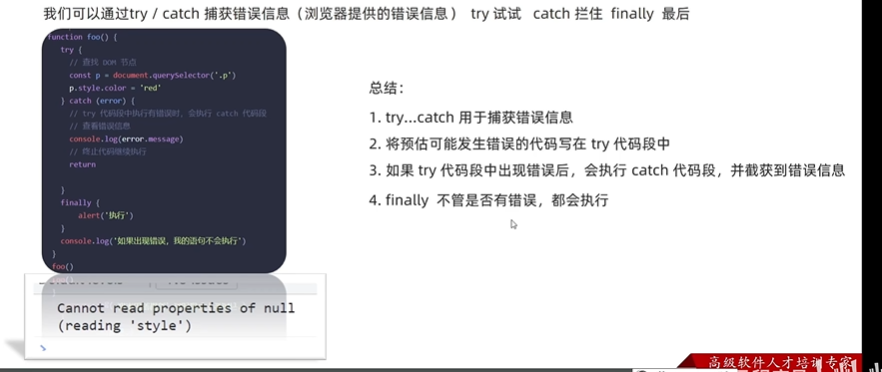 我们可以通过try / catch 捕获错误信息（浏览器提供的错误信息） try 试试 catch 拦住 finally 最后
function foo() {
try {
// 查找 DOM 节点
const p = document.querySelector('.p')
p.style.color = 'red'
} catch (error) {
// try 代码段中执行有错误时，会执行 catch 代码段
// 查看错误信息
console.log(error.message)
// 终止代码继续执行
return
}
finally {
alert('执行')
}
console.log('如果出现错误，我的语句不会执行')
}
foo()
Cannot read properties of null
(reading 'style')
总结：
1. try...catch 用于捕获错误信息
2. 将预估可能发生错误的代码写在 try 代码段中
3. 如果 try 代码段中出现错误后，会执行 catch 代码段，并截获到错误信息
4. finally 不管是否有错误，都会执行
高级软件人才培训专家